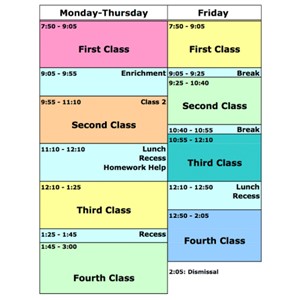 Monday-Thursday
7:50 - 9:05
First Class
9:05 - 9:55 Enrichment
9:55 - 11:10 Class 2
Second Class
11:10 - 12:10 Lunch
Recess
Homework Help
12:10 - 1:25
Third Class
1:25 - 1:45 Recess
1:45 - 3:00
Fourth Class
Friday
7:50 - 9:05
First Class
9:05 - 9:25 Break
9:25 - 10:40
Second Class
10:40 - 10:55 Break
10:55 - 12:10
Third Class
12:10 - 12:50 Lunch
Recess
12:50 - 2:05
Fourth Class
2:05: Dismissal